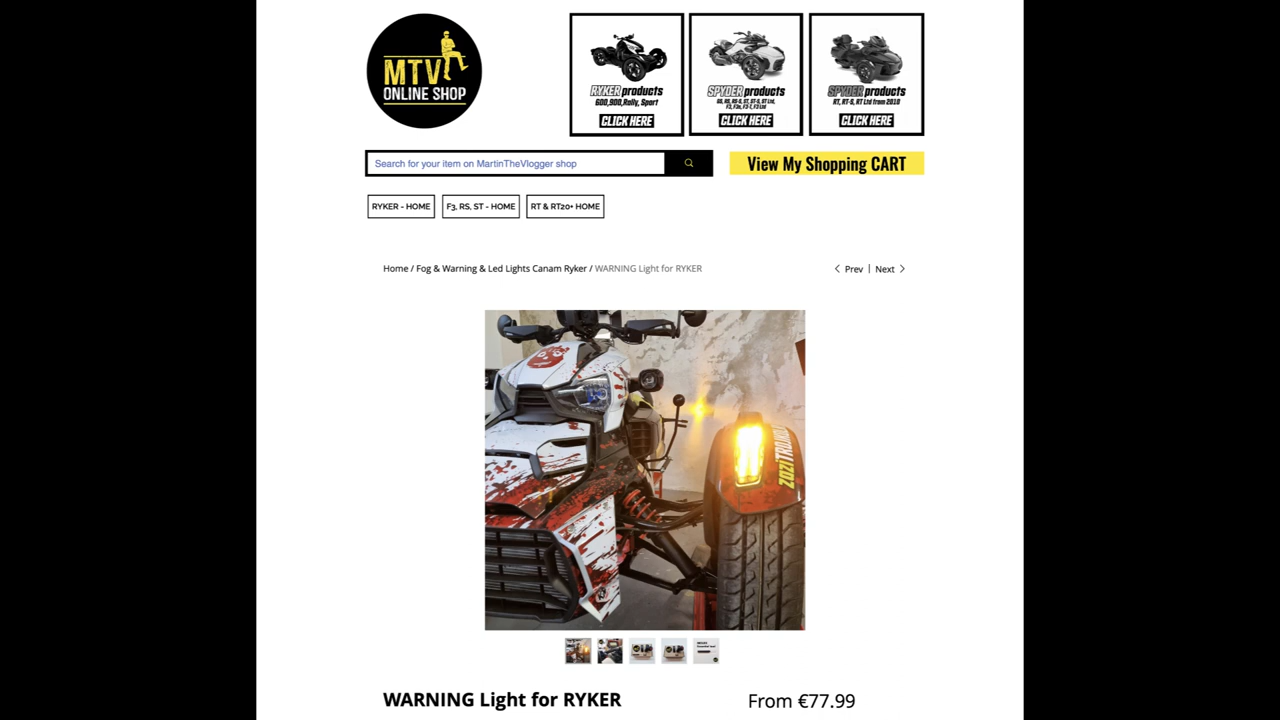 MTV
ONLINE SHOP
RYKER products
600,900,Rally, Sport
CLICK HERE
SPYDER products
CLICK HERE
SPYDER products
RT, RT-S, RT Ltd from 2010
CLICK HERE
Search for your item on MartinTheVlogger shop
View My Shopping CART
RYKER - HOME
F3, RS, ST - HOME
RT & RT20+ HOME
Home / Fog & Warning & Led Lights Canam Ryker / WARNING Light for RYKER
Prev | Next
WARNING Light for RYKER
From €77.99